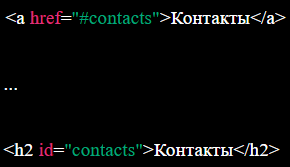 <a href="#contacts">Контакты</a>
...
<h2 id="contacts">Контакты</h2>